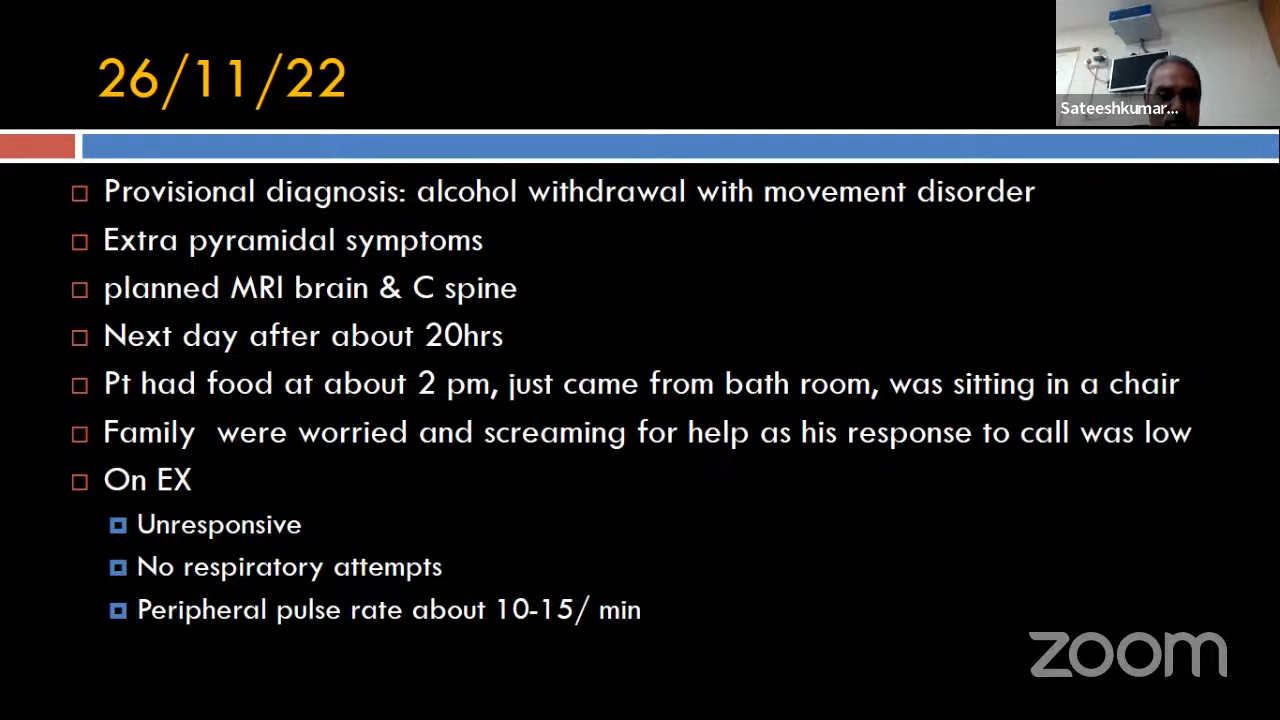 26/11/22
Sateeshkumar...
Provisional diagnosis: alcohol withdrawal with movement disorder
Extra pyramidal symptoms
planned MRI brain & C spine
Next day after about 20hrs
Pt had food at about 2 pm, just came from bath room, was sitting in a chair
Family were worried and screaming for help as his response to call was low
On EX
Unresponsive
No respiratory attempts
Peripheral pulse rate about 10-15/ min
zoom